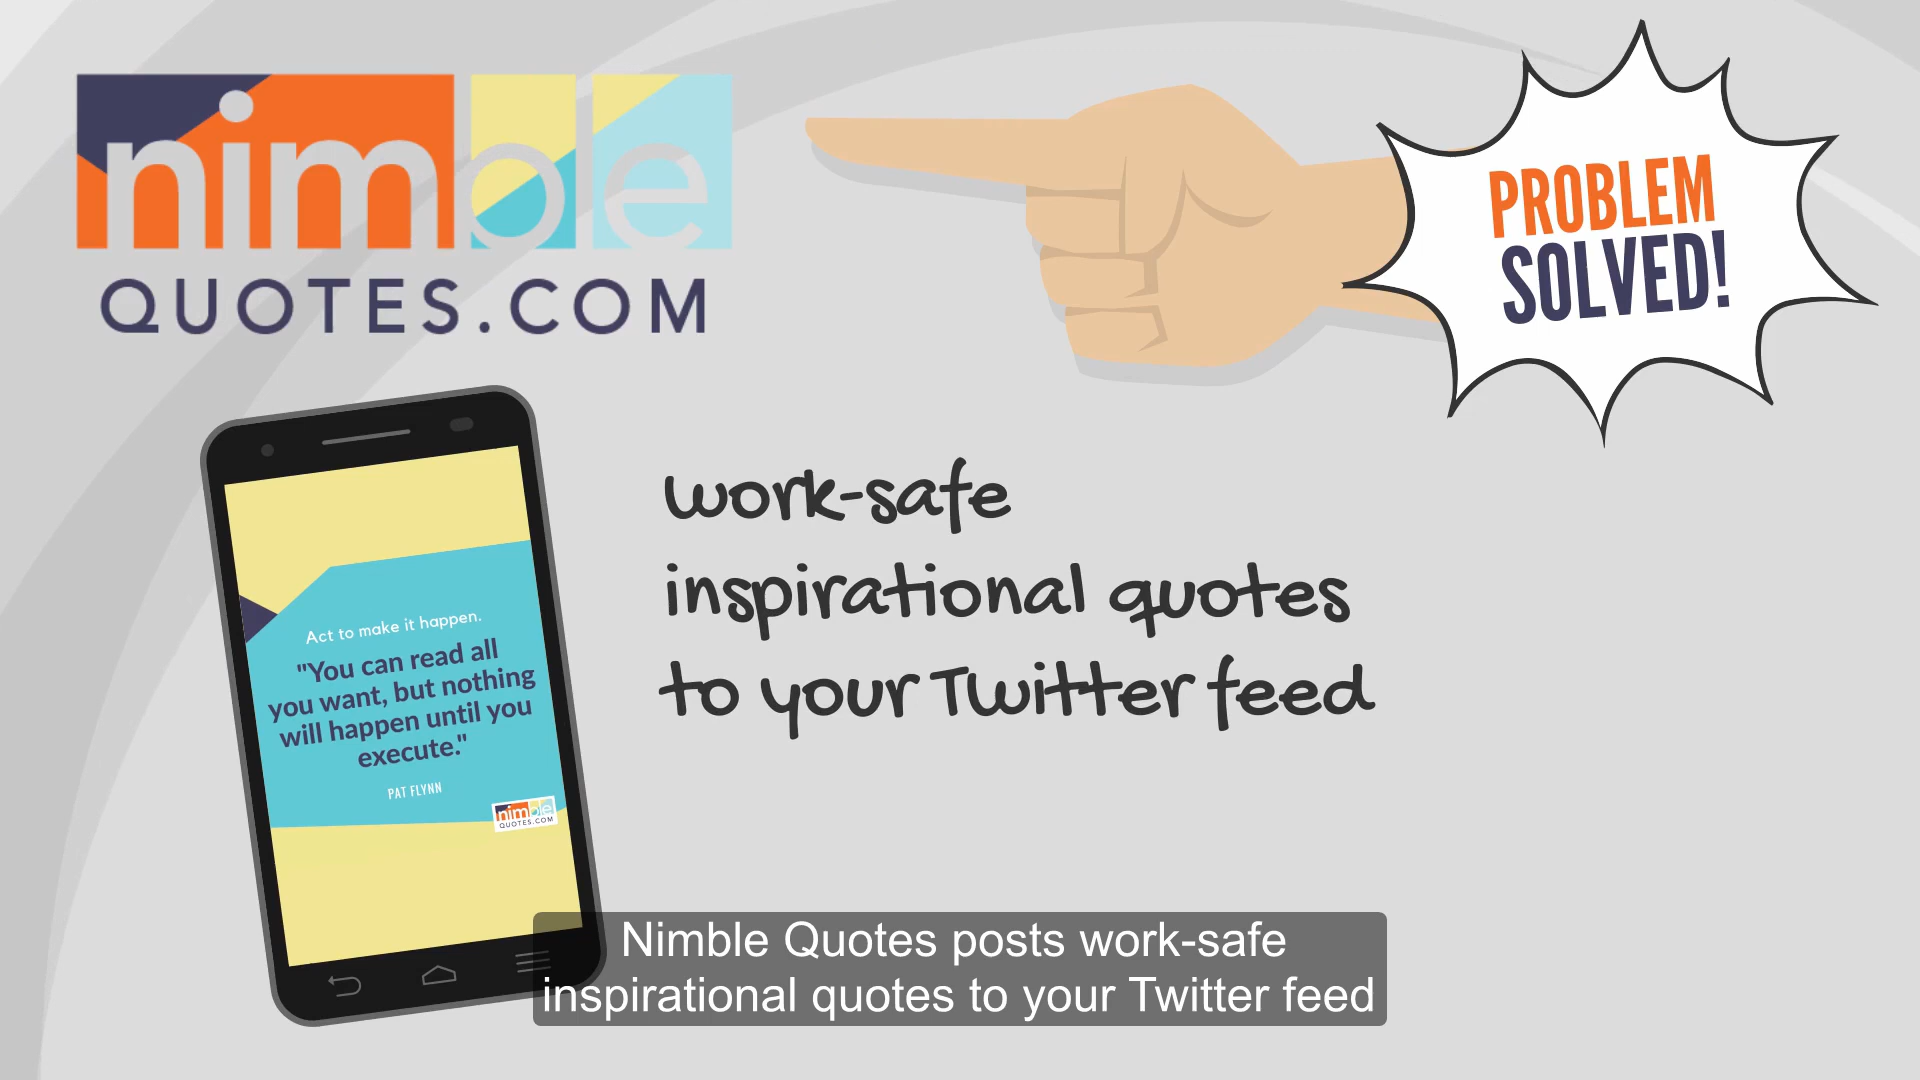 nimble
QUOTES.COM
PROBLEM
SOLVED!
work-safe
inspirational quotes
to your Twitter feed
Act to make it happen.
"You can read all
you want, but nothing
will happen until you
execute."
PAT FLYNN
nimble
QUOTES.COM
Nimble Quotes posts work-safe
inspirational quotes to your Twitter feed